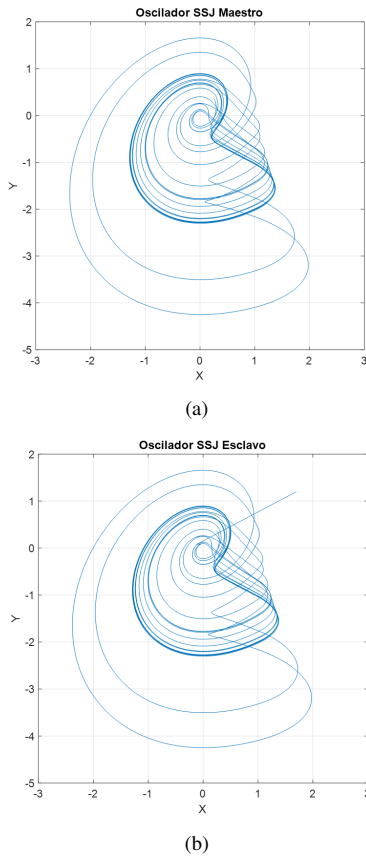 Oscilador SSJ Maestro
2
1
0
-1
-2
-3
-4
-5
Y
-3 -2 -1 0 1 2 3
X
(a)
Oscilador SSJ Esclavo
2
1
0
-1
-2
-3
-4
-5
Y
-3 -2 -1 0 1 2 3
X
(b)